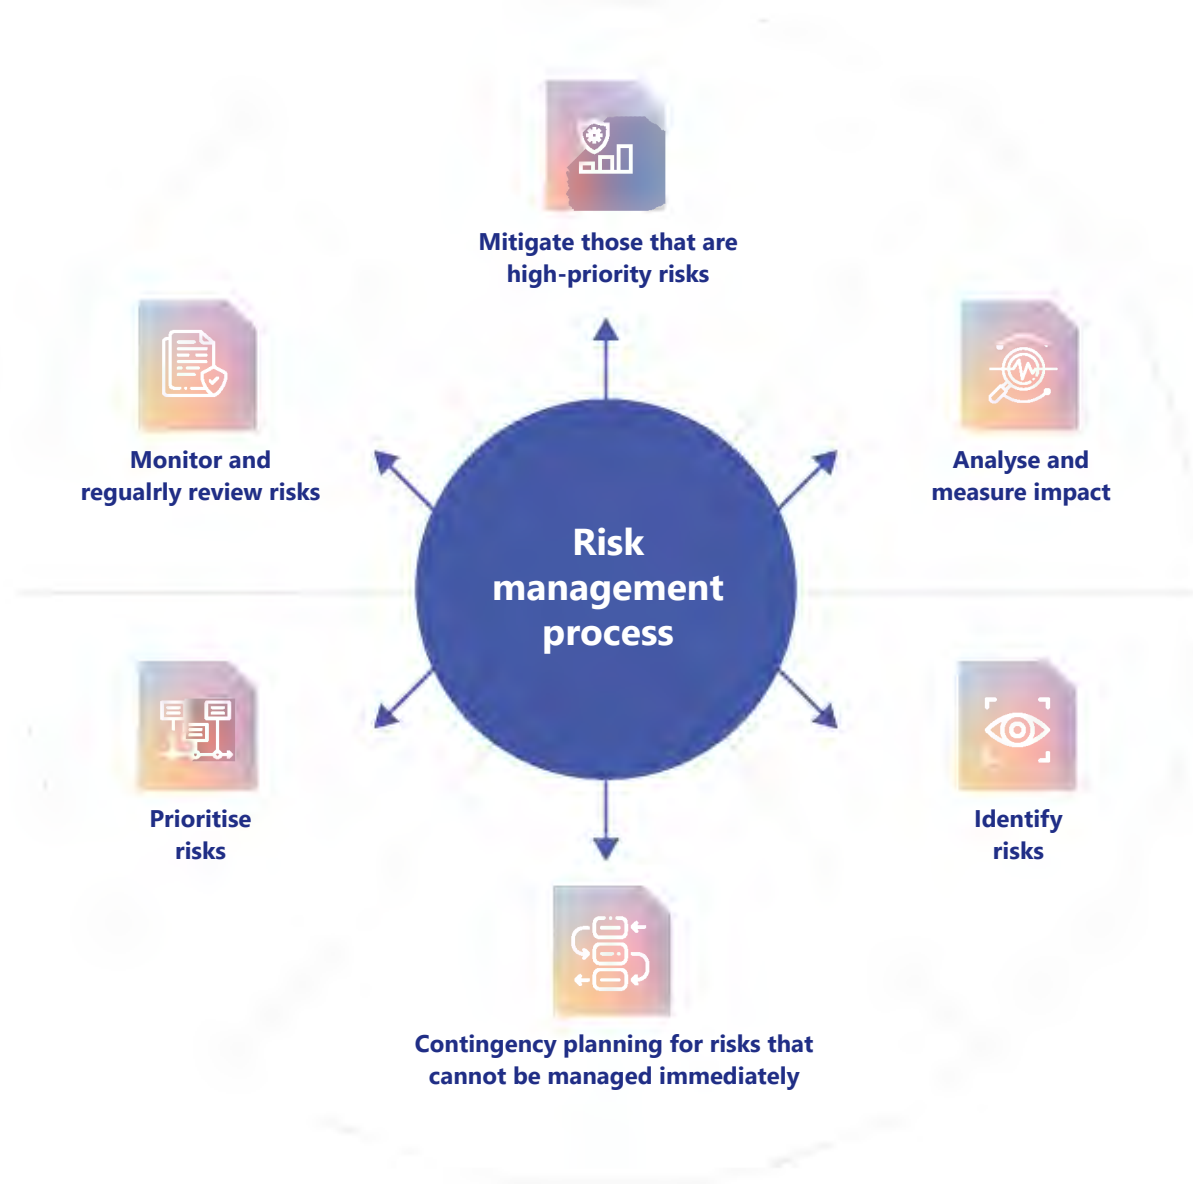 Mitigate those that are
high-priority risks
Monitor and
regualrly review risks
Analyse and
measure impact
Risk
management
process
Prioritise
risks
Identify
risks
Contingency planning for risks that
cannot be managed immediately